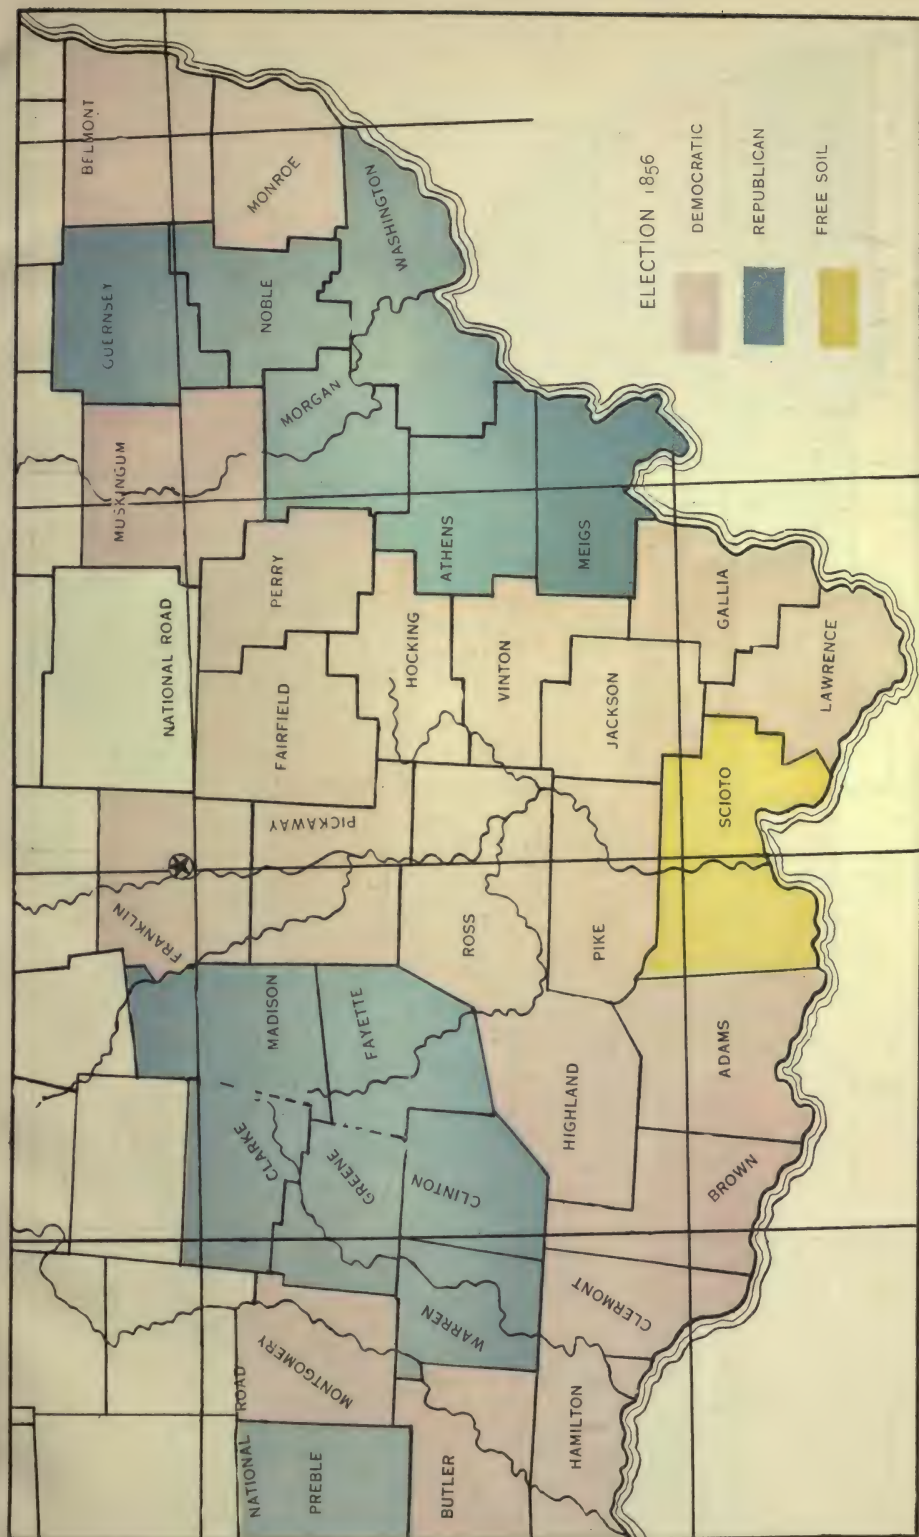 BELMONT
MONROE
GUERNSEY
NOBLE
WASHINGTON
MUSKINGUM
MORGAN
NATIONAL ROAD
PERRY
ATHENS
MEIGS
FAIRFIELD
HOCKING
VINTON
JACKSON
GALLIA
LAWRENCE
FRANKLIN
PICKAWAY
ROSS
PIKE
SCIOTO
MADISON
FAYETTE
HIGHLAND
ADAMS
CLARKE
GREENE
CLINTON
BROWN
NATIONAL ROAD
MONTGOMERY
WARREN
CLERMONT
PREBLE
BUTLER
HAMILTON
ELECTION 1856
DEMOCRATIC
REPUBLICAN
FREE SOIL